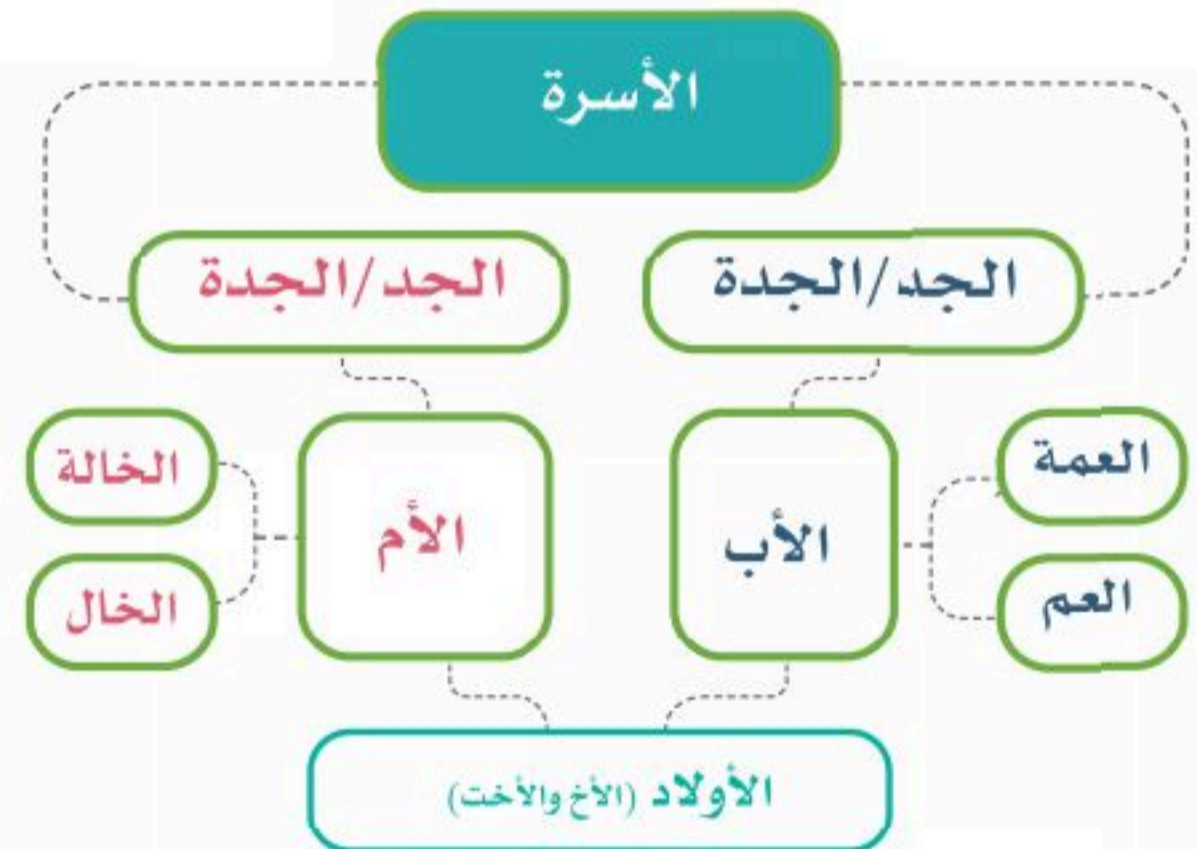 الأسرة
الجد/الجدة
الجد/الجدة
العمة
العم
الأب
الأم
الخالة
الخال
الأولاد (الأخ والأخت)